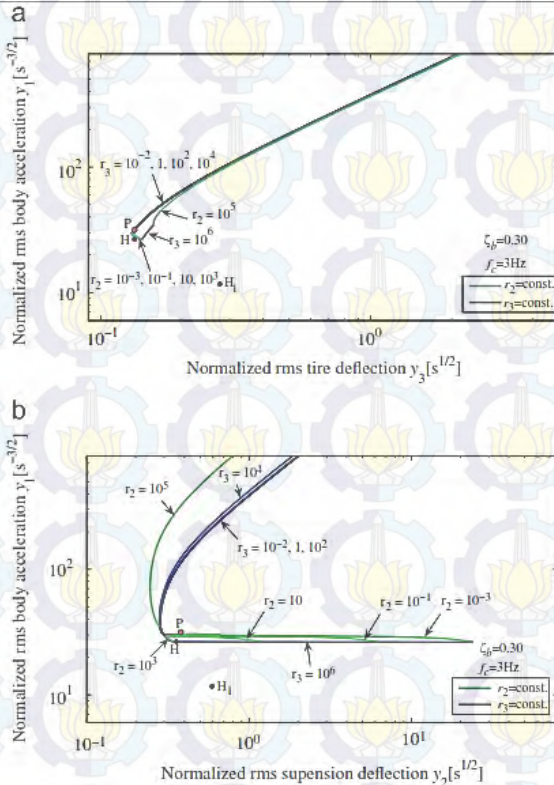 a
Normalized rms body acceleration y1[s^-3/2]
10^2
10^1
r3 = 10^-2, 1, 10^2, 10^4
P
r2 = 10^5
H
r3 = 10^6
r2 = 10^-3, 10^-1, 10, 10^3
H1
ζb=0.30
fc=3Hz
r2=const.
r3=const.
10^-1
10^0
Normalized rms tire deflection y3[s^1/2]
b
Normalized rms body acceleration y1[s^-3/2]
10^2
10^1
r3 = 10^4
r2 = 10^5
r3 = 10^-2, 1, 10^2
P
r2 = 10
r2 = 10^-1
r2 = 10^-3
H
r2 = 10^3
r3 = 10^6
H1
ζb=0.30
fc=3Hz
r2=const.
r3=const.
10^-1
10^0
10^1
Normalized rms supension deflection y2[s^1/2]